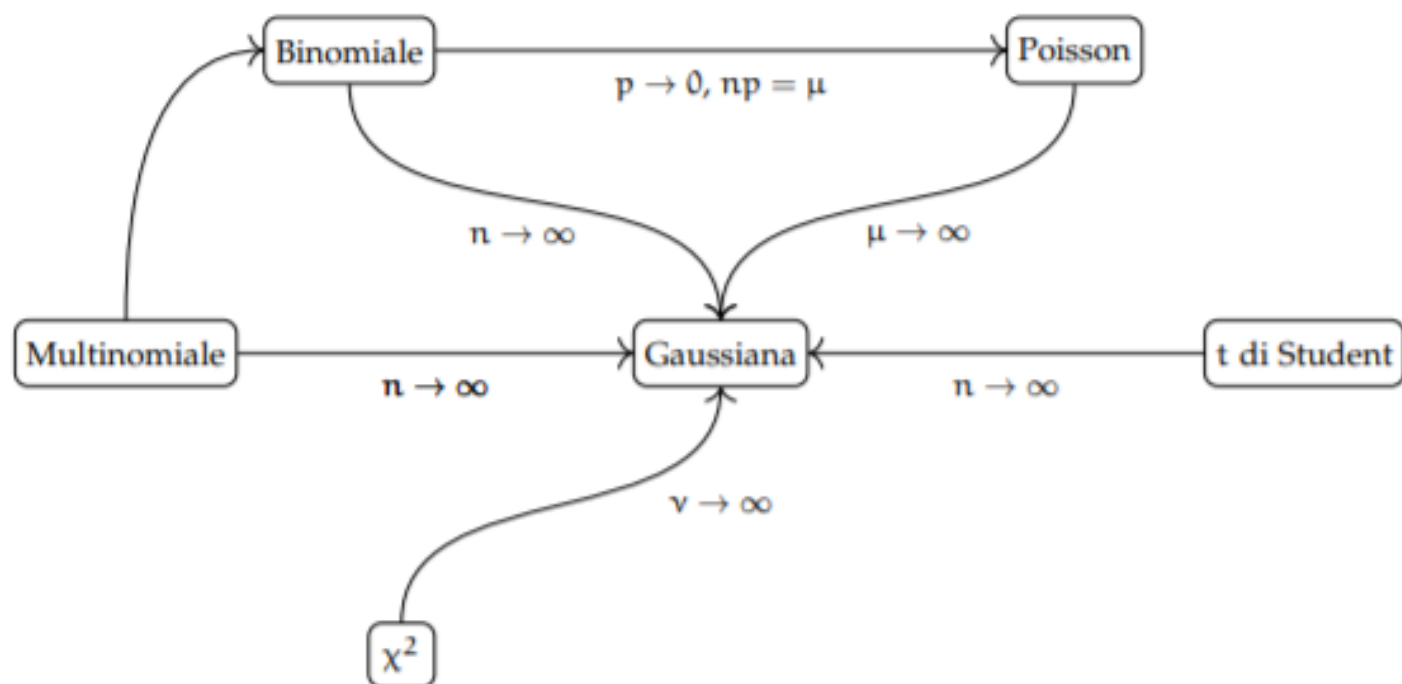 Binomiale
Poisson
p → 0, np = μ
n → ∞
μ → ∞
Multinomiale
Gaussiana
t di Student
n → ∞
n → ∞
ν → ∞
χ²